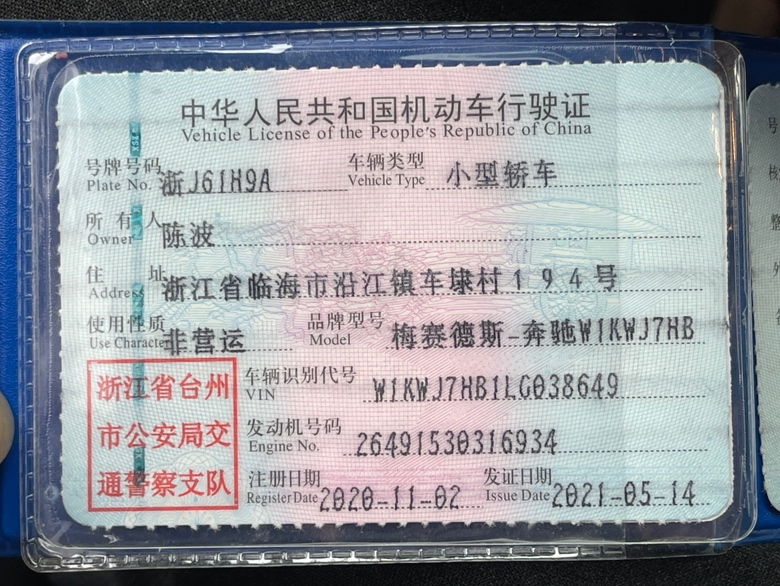 中华人民共和国机动车行驶证
Vehicle License of the People's Republic of China
号牌号码 浙J61H9A 车辆类型 小型轿车
Plate No. Vehicle Type
所有人 陈波
Owner
住址 浙江省临海市沿江镇车埭村194号
Address
使用性质 非营运 品牌型号 梅赛德斯-奔驰W1KWJ7HB
Use Character Model
浙江省台州
市公安局交
通警察支队
车辆识别代号 W1KWJ7HB1LG038649
VIN
发动机号码 26491530316934
Engine No.
注册日期 2020-11-02 发证日期 2021-05-14
Register Date Issue Date